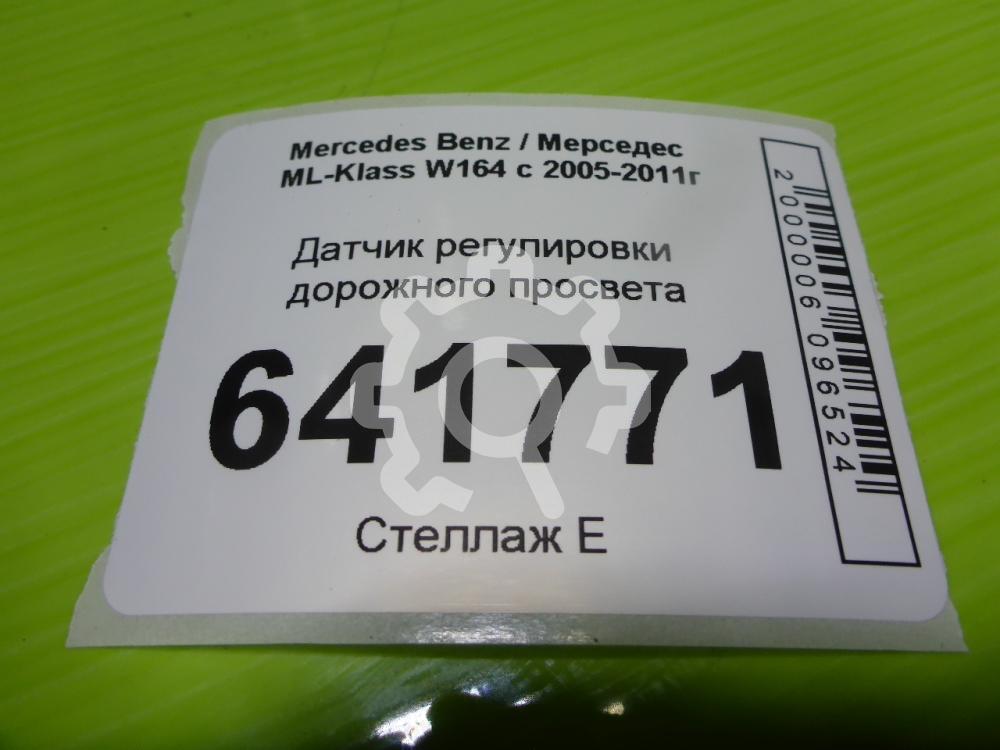 Mercedes Benz / Мерседес
ML-Klass W164 с 2005-2011г
Датчик регулировки
дорожного просвета
641771
Стеллаж Е
2000006096524